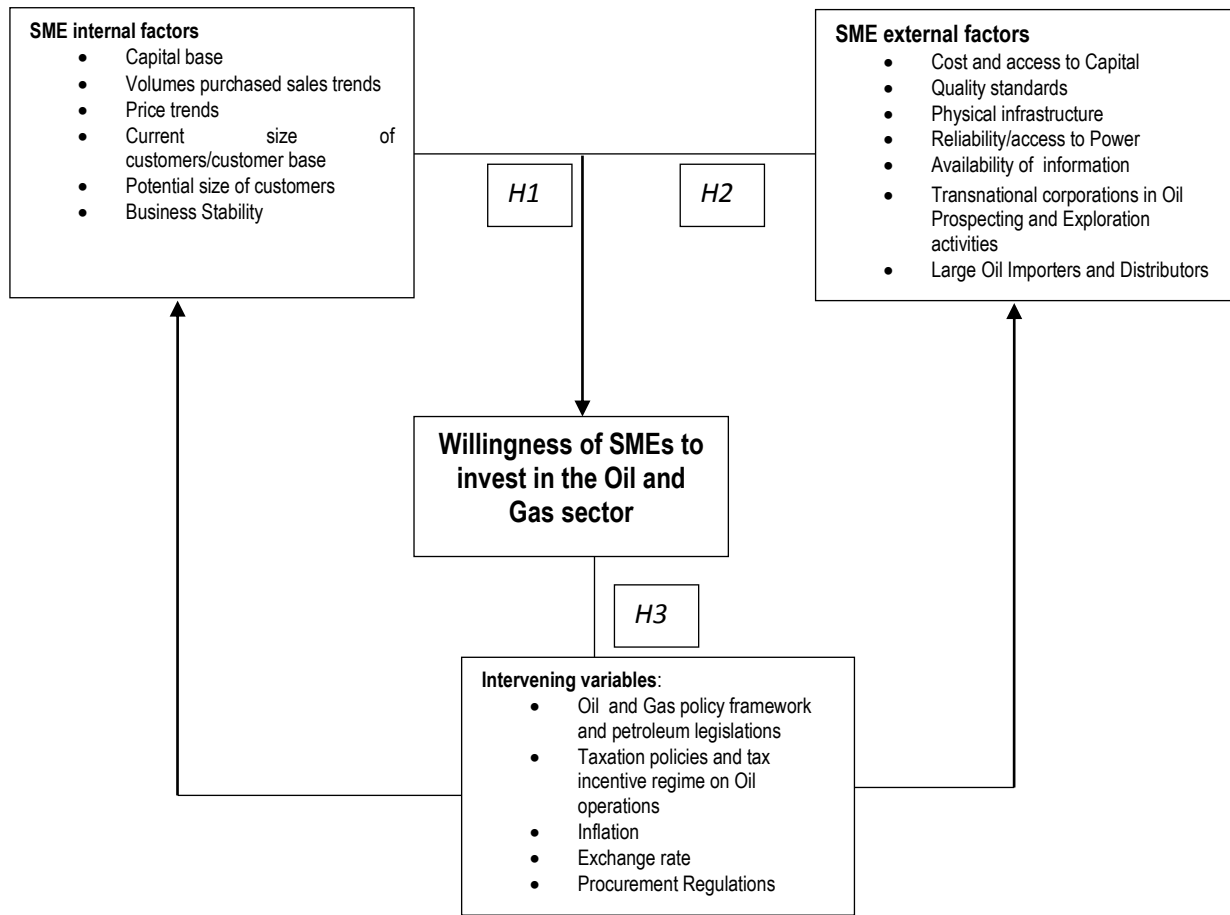 SME internal factors
• Capital base
• Volumes purchased sales trends
• Price trends
• Current size of
customers/customer base
• Potential size of customers
• Business Stability
SME external factors
• Cost and access to Capital
• Quality standards
• Physical infrastructure
• Reliability/access to Power
• Availability of information
• Transnational corporations in Oil
Prospecting and Exploration
activities
• Large Oil Importers and Distributors
H1
H2
Willingness of SMEs to
invest in the Oil and
Gas sector
H3
Intervening variables:
• Oil and Gas policy framework
and petroleum legislations
• Taxation policies and tax
incentive regime on Oil
operations
• Inflation
• Exchange rate
• Procurement Regulations